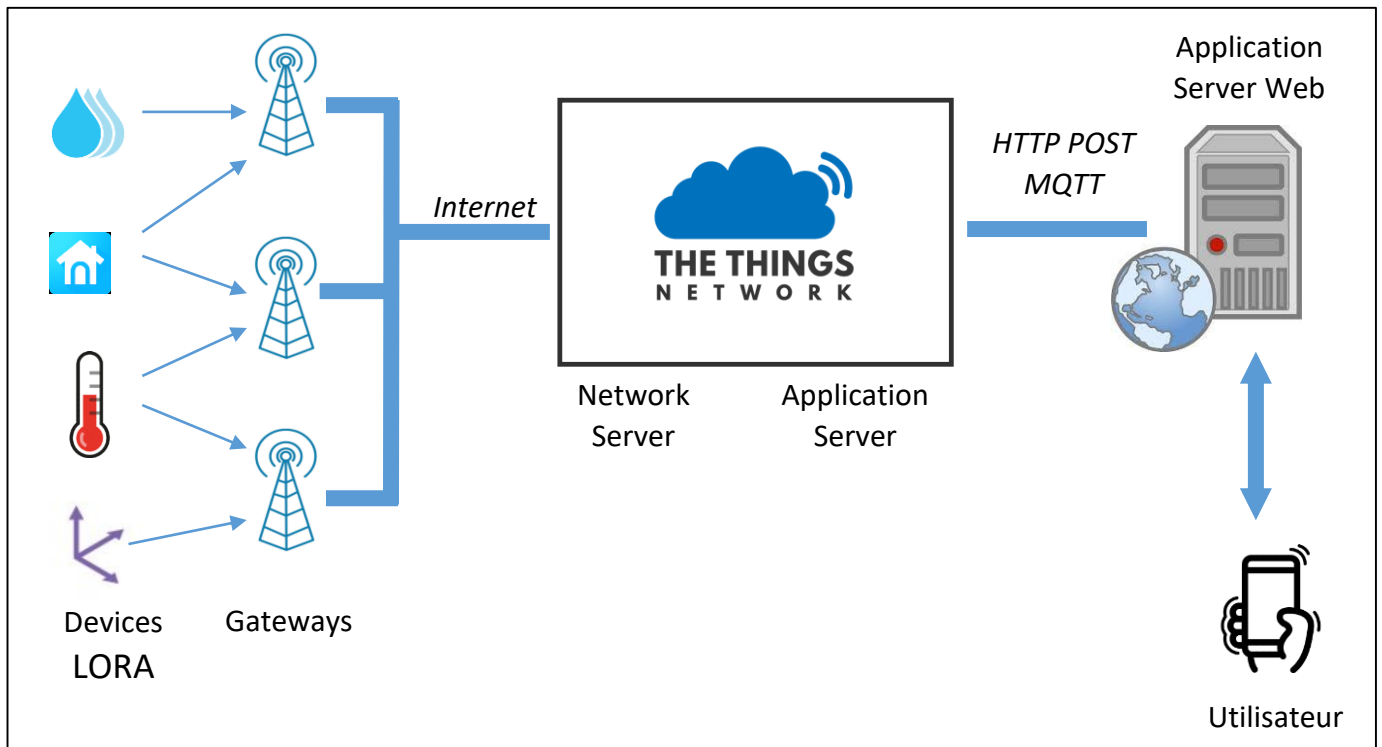 Application
Server Web
HTTP POST
MQTT
Internet
THE THINGS
NETWORK
Network
Server
Application
Server
Devices
LORA
Gateways
Utilisateur